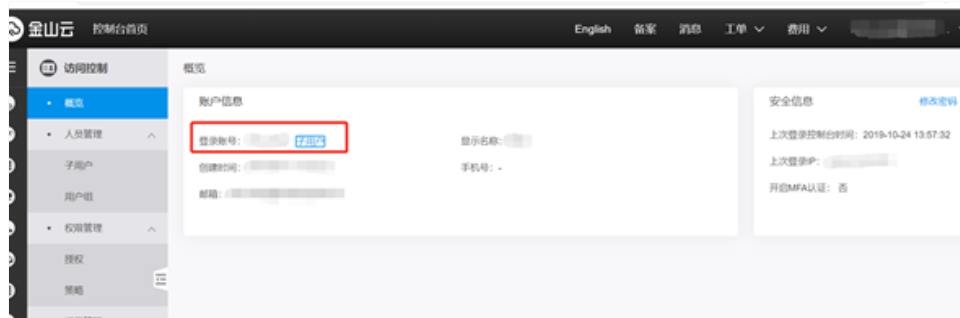 金山云 控制台首页 English 备案 消息 工单 费用
访问控制
概览
概览
人员管理
子用户
用户组
权限管理
授权
策略
账户信息
登录账号: 子用户
显示名称:
创建时间:
手机号: -
邮箱:
安全信息 修改密码
上次登录控制台时间: 2019-10-24 13:57:32
上次登录IP:
开启MFA认证: 否